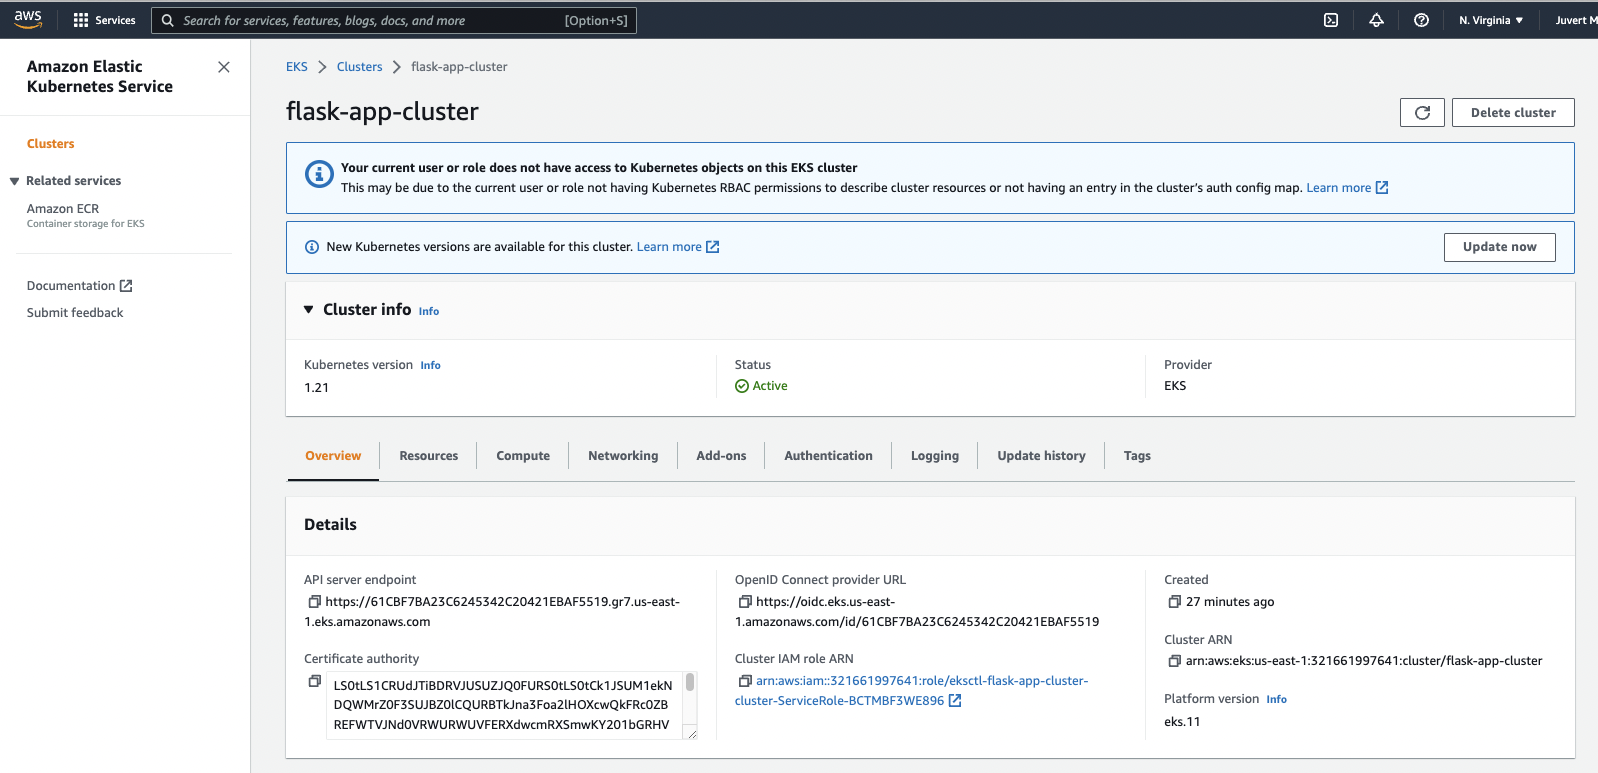 aws Services Search for services, features, blogs, docs, and more [Option+S] N. Virginia ▼ Juvert M
Amazon Elastic
Kubernetes Service
Clusters
Related services
Amazon ECR
Container storage for EKS
Documentation
Submit feedback
EKS > Clusters > flask-app-cluster
flask-app-cluster
Delete cluster
Your current user or role does not have access to Kubernetes objects on this EKS cluster
This may be due to the current user or role not having Kubernetes RBAC permissions to describe cluster resources or not having an entry in the cluster's auth config map. Learn more
New Kubernetes versions are available for this cluster. Learn more
Update now
Cluster info Info
Kubernetes version Info
1.21
Status
Active
Provider
EKS
Overview Resources Compute Networking Add-ons Authentication Logging Update history Tags
Details
API server endpoint
https://61CBF7BA23C6245342C20421EBAF5519.gr7.us-east-
1.eks.amazonaws.com
Certificate authority
LS0tLS1CRUdJTiBDRVJUSUZJQ0FURS0tLS0tCk1JSUM1ekN
DQWMrZ0F3SUJBZ0lCQURBTkJna3Foa2lHOXcwQkFRc0ZB
REFWTVJNd0VRWURWUVFERXdwcmRXSmwKY201bGRHV
OpenID Connect provider URL
https://oidc.eks.us-east-
1.amazonaws.com/id/61CBF7BA23C6245342C20421EBAF5519
Cluster IAM role ARN
arn:aws:iam::321661997641:role/eksctl-flask-app-cluster-
cluster-ServiceRole-BCTMBF3WE896
Created
27 minutes ago
Cluster ARN
arn:aws:eks:us-east-1:321661997641:cluster/flask-app-cluster
Platform version Info
eks.11